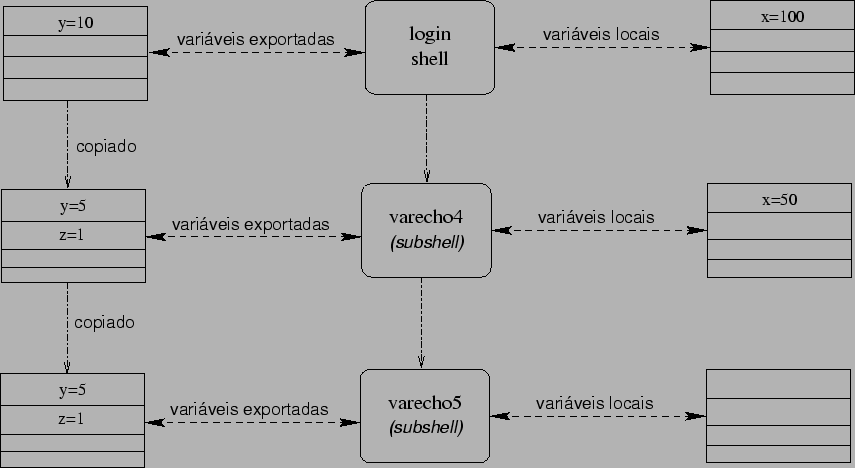 y=10
variáveis exportadas
login
shell
variáveis locais
x=100
copiado
y=5
z=1
variáveis exportadas
varecho4
(subshell)
variáveis locais
x=50
copiado
y=5
z=1
variáveis exportadas
varecho5
(subshell)
variáveis locais